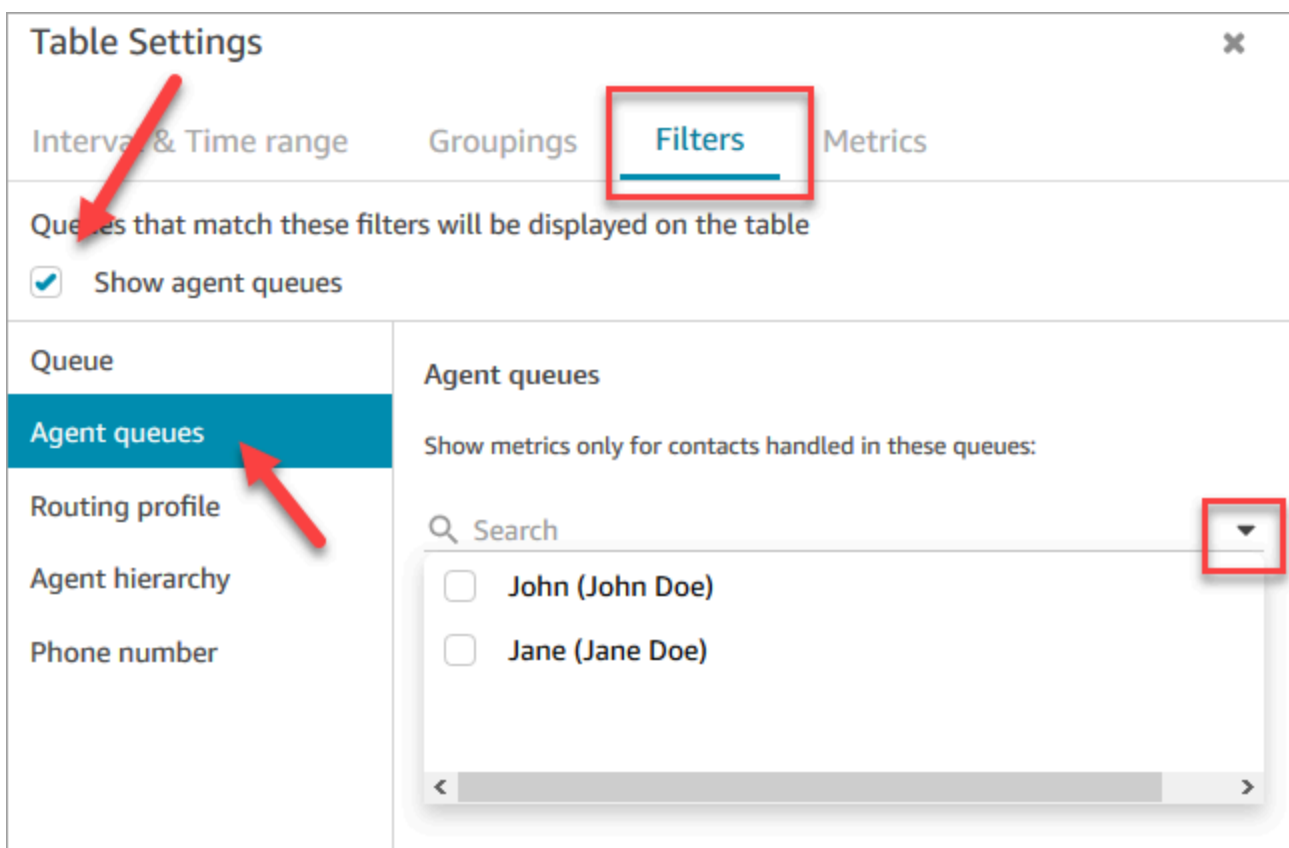 Table Settings
Interval & Time range Groupings Filters Metrics
Queues that match these filters will be displayed on the table
Show agent queues
Queue
Agent queues
Routing profile
Agent hierarchy
Phone number
Agent queues
Show metrics only for contacts handled in these queues:
Search
John (John Doe)
Jane (Jane Doe)